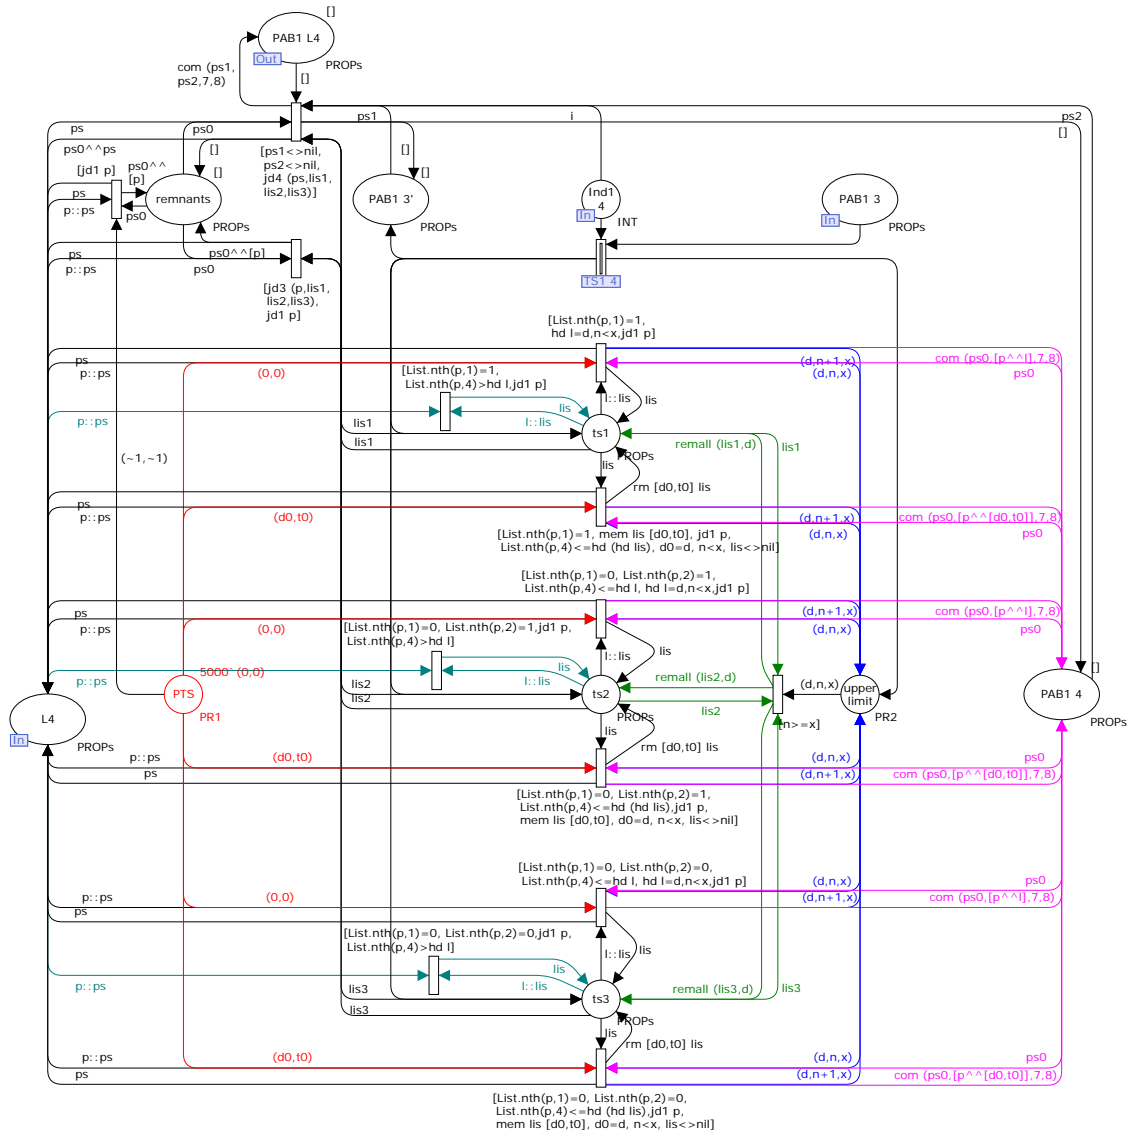 []
PAB1 L4
Out
PROPs
com (ps1,
ps2,7,8)
[]
ps1
i
ps2
ps
ps0
[]
ps0^^ps
[]
[]
[ps1<>nil,
ps2<>nil,
jd4 (ps,lis1,
lis2,lis3)]
[jd1 p]
ps0^^
[p]
[]
[]
ps
remnants
PAB1 3'
Ind1
4
In
PAB1 3
In
p::ps
ps0
INT
PROPs
PROPs
PROPs
ps
ps0^^[p]
p::ps
ps0
TS1 4
[jd3 (p,lis1,
lis2,lis3),
jd1 p]
[List.nth(p,1)=1,
hd l=d,n<x,jd1 p]
ps
(d,n+1,x)
com (ps0,[p^^l],7,8)
p::ps
(0,0)
[List.nth(p,1)=1,
List.nth(p,4)>hd l,jd1 p]
(d,n,x)
ps0
l::lis
lis
lis
p::ps
l::lis
lis1
ts1
lis1
remall (lis1,d)
lis1
PROPs
(~1,~1)
lis
rm [d0,t0] lis
ps
p::ps
(d0,t0)
(d,n+1,x)
com (ps0,[p^^[d0,t0]],7,8)
[List.nth(p,1)=1, mem lis [d0,t0], jd1 p,
List.nth(p,4)<=hd (hd lis), d0=d, n<x, lis<>nil]
(d,n,x)
ps0
[List.nth(p,1)=0, List.nth(p,2)=1,
List.nth(p,4)<=hd l, hd l=d,n<x,jd1 p]
ps
(d,n+1,x)
com (ps0,[p^^l],7,8)
p::ps
(0,0)
[List.nth(p,1)=0, List.nth(p,2)=1,jd1 p,
List.nth(p,4)>hd l]
(d,n,x)
ps0
l::lis
lis
5000`(0,0)
lis
p::ps
l::lis
remall (lis2,d)
lis2
lis2
ts2
(d,n,x)
upper
limit
[]
PTS
PAB1 4
L4
In
PR1
PROPs
lis2
[n>=x]
PR2
PROPs
PROPs
lis
rm [d0,t0] lis
p::ps
(d0,t0)
(d,n,x)
ps0
ps
(d,n+1,x)
com (ps0,[p^^[d0,t0]],7,8)
[List.nth(p,1)=0, List.nth(p,2)=1,
List.nth(p,4)<=hd (hd lis),jd1 p,
mem lis [d0,t0], d0=d, n<x, lis<>nil]
[List.nth(p,1)=0, List.nth(p,2)=0,
List.nth(p,4)<=hd l, hd l=d,n<x,jd1 p]
(d,n,x)
ps0
p::ps
(0,0)
(d,n+1,x)
com (ps0,[p^^l],7,8)
ps
[List.nth(p,1)=0, List.nth(p,2)=0,jd1 p,
List.nth(p,4)>hd l]
l::lis
lis
lis
p::ps
l::lis
lis3
ts3
remall (lis3,d)
lis3
lis3
PROPs
lis
rm [d0,t0] lis
p::ps
(d0,t0)
(d,n,x)
ps0
ps
(d,n+1,x)
com (ps0,[p^^[d0,t0]],7,8)
[List.nth(p,1)=0, List.nth(p,2)=0,
List.nth(p,4)<=hd (hd lis),jd1 p,
mem lis [d0,t0], d0=d, n<x, lis<>nil]